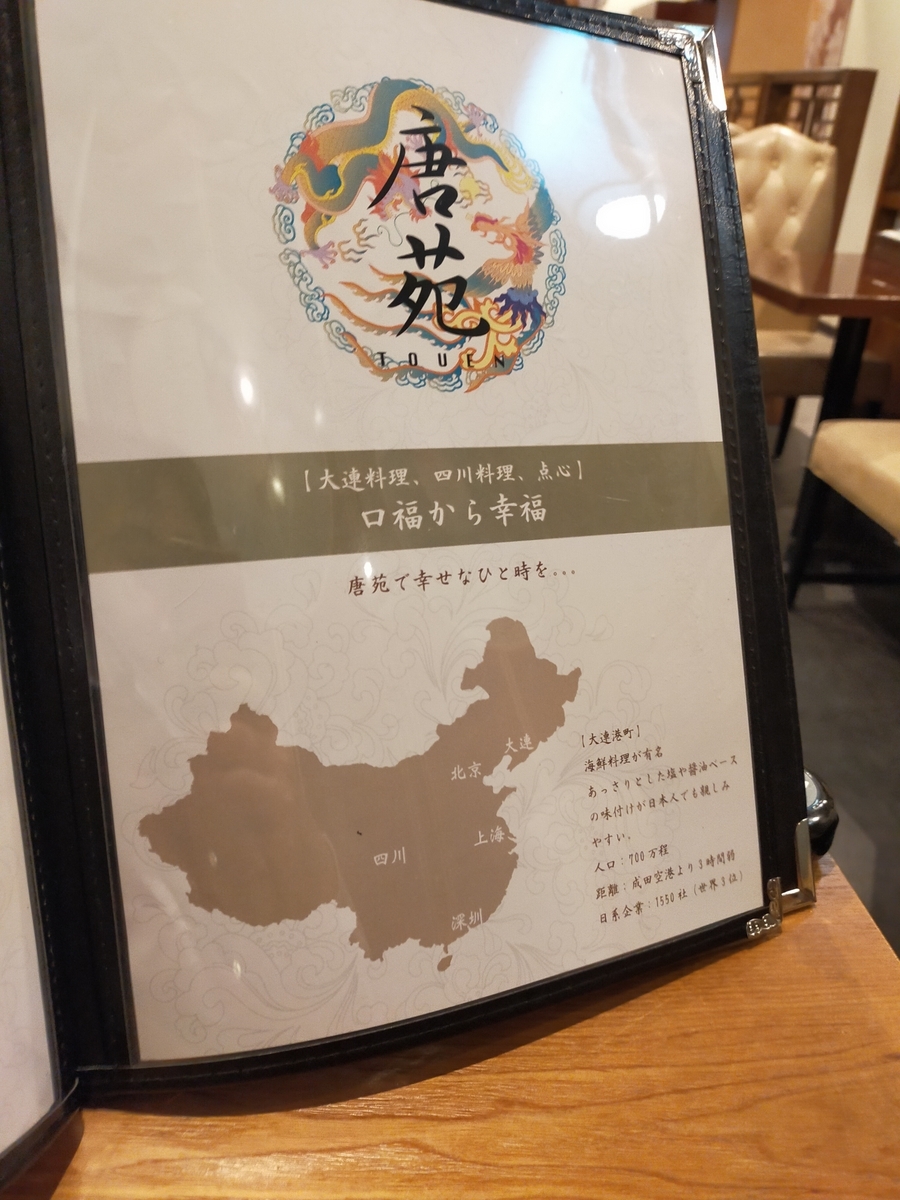 唐苑
TOUEN
【大連料理、四川料理、点心】
口福から幸福
唐苑で幸せなひと時を...
大連
北京
上海
四川
深圳
【大連港町】
海鮮料理が有名
あっさりとした塩や醤油ベース
の味付けが日本人でも親しみ
やすい。
人口：700万程
距離：成田空港より3時間弱
日系企業：1550社（世界3位）